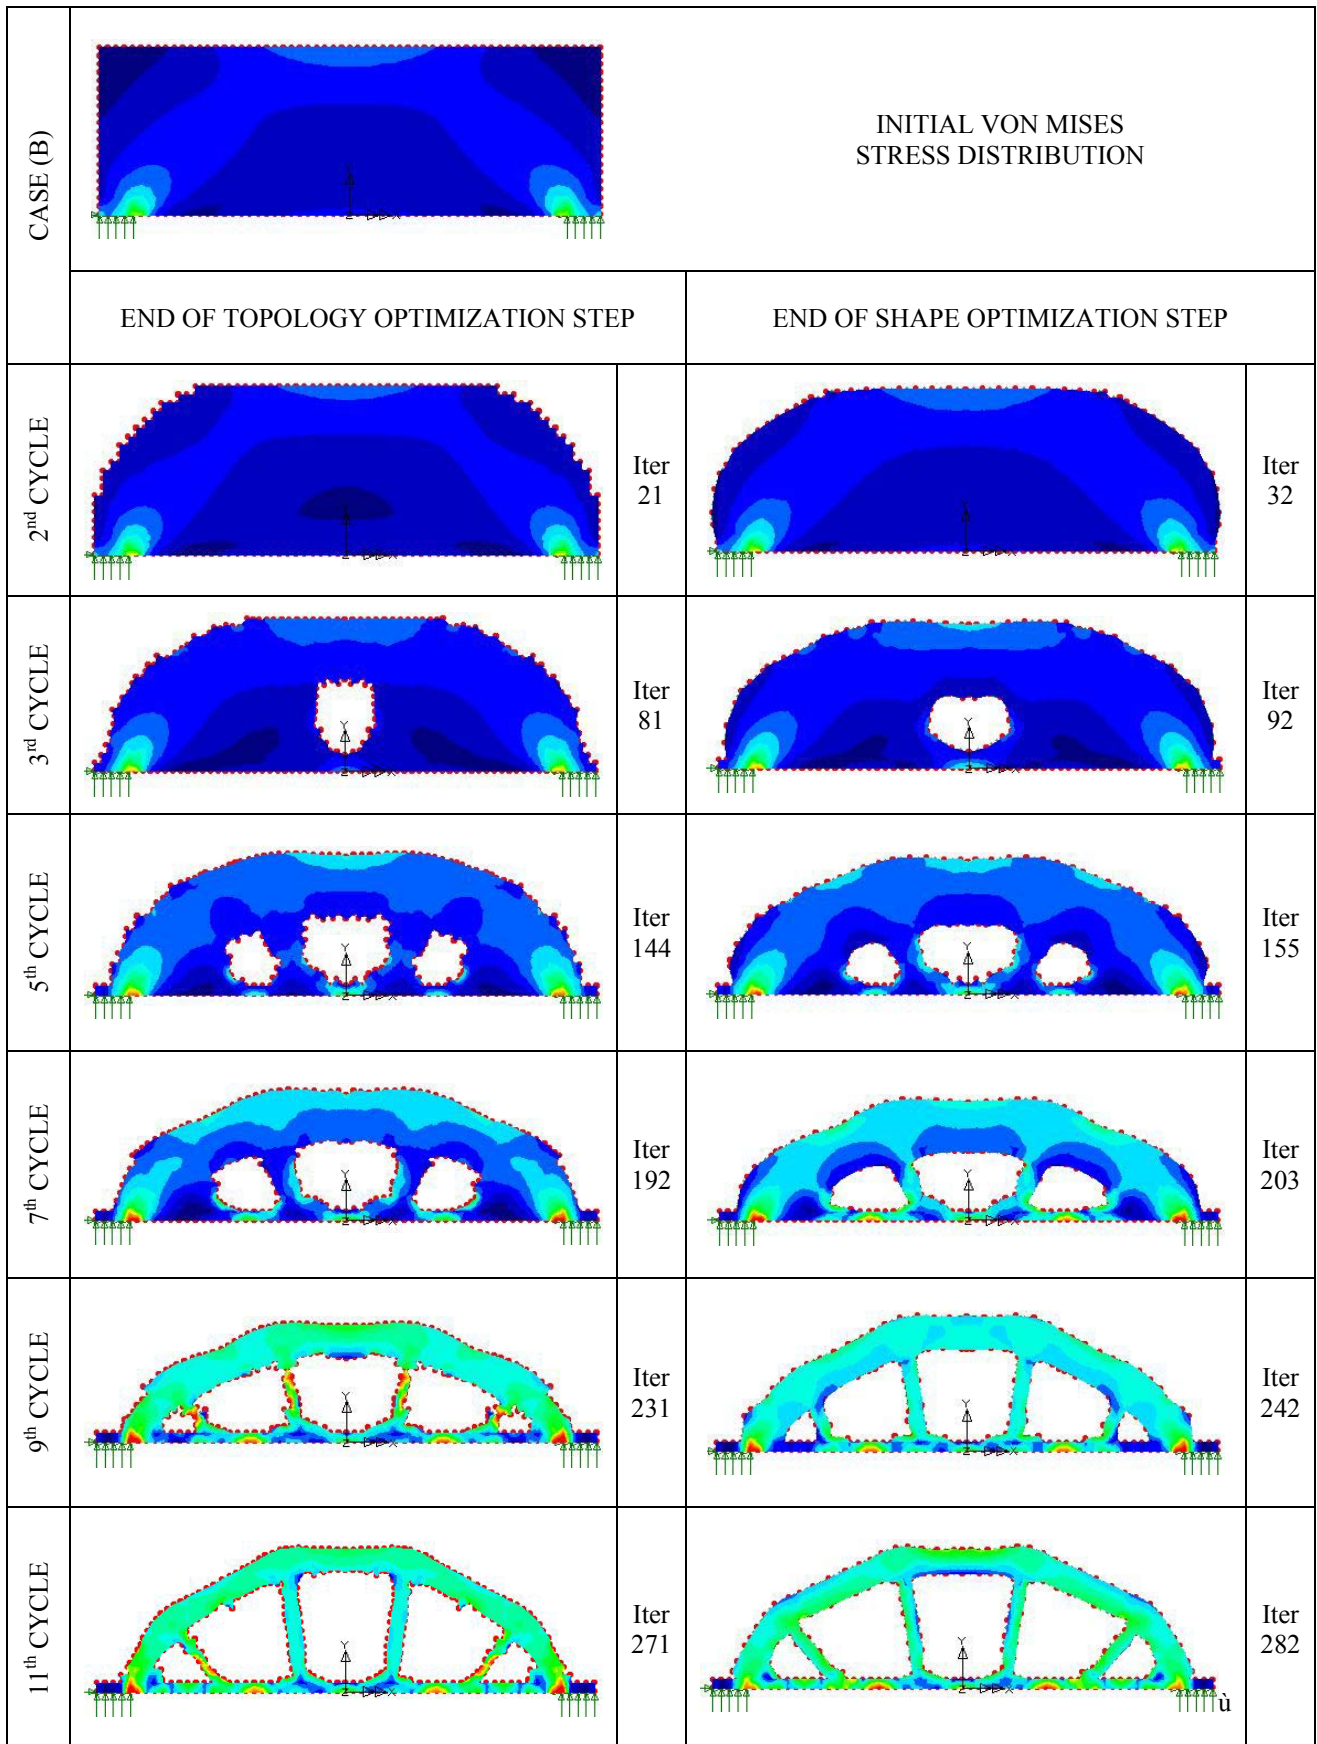 CASE (B)
INITIAL VON MISES
STRESS DISTRIBUTION
END OF TOPOLOGY OPTIMIZATION STEP
END OF SHAPE OPTIMIZATION STEP
2nd CYCLE
Iter
21
Iter
32
3rd CYCLE
Iter
81
Iter
92
5th CYCLE
Iter
144
Iter
155
7th CYCLE
Iter
192
Iter
203
9th CYCLE
Iter
231
Iter
242
11th CYCLE
Iter
271
Iter
282
ù